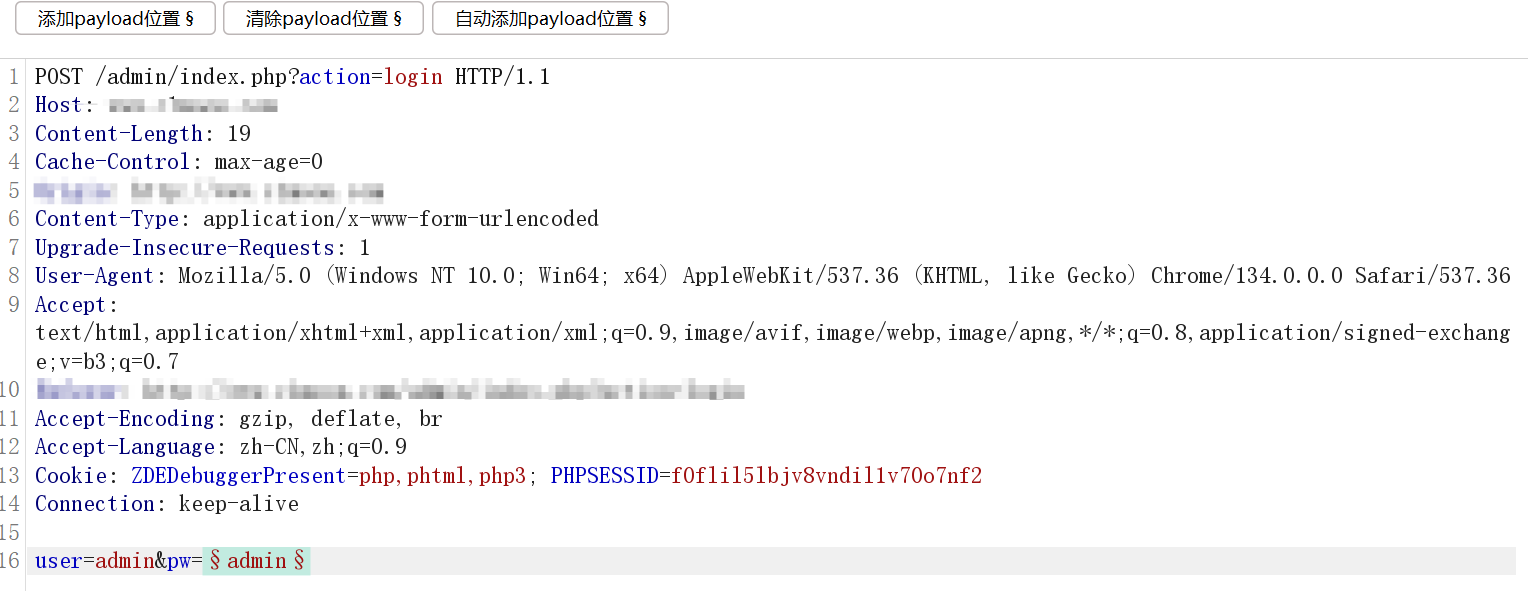 添加payload位置 § 清除payload位置 § 自动添加payload位置 §
1 POST /admin/index.php?action=login HTTP/1.1
2 Host:
3 Content-Length: 19
4 Cache-Control: max-age=0
5
6 Content-Type: application/x-www-form-urlencoded
7 Upgrade-Insecure-Requests: 1
8 User-Agent: Mozilla/5.0 (Windows NT 10.0; Win64; x64) AppleWebKit/537.36 (KHTML, like Gecko) Chrome/134.0.0.0 Safari/537.36
9 Accept:
text/html,application/xhtml+xml,application/xml;q=0.9,image/avif,image/webp,image/apng,*/*;q=0.8,application/signed-exchang
e;v=b3;q=0.7
10
11 Accept-Encoding: gzip, deflate, br
12 Accept-Language: zh-CN,zh;q=0.9
13 Cookie: ZDEDebuggerPresent=php,phtml,php3; PHPSESSID=f0flil5lbjv8vndil1v70o7nf2
14 Connection: keep-alive
15
16 user=admin&pw=§admin§